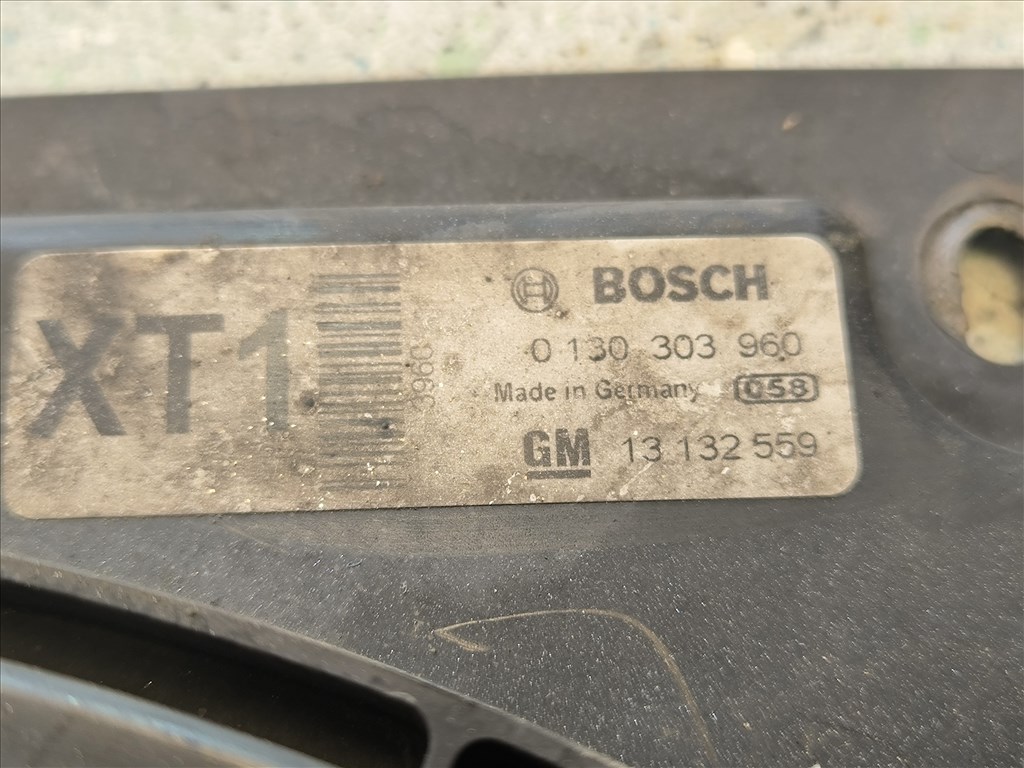 XT1
3960
BOSCH
0 130 303 960
Made in Germany 058
GM 13 132 559